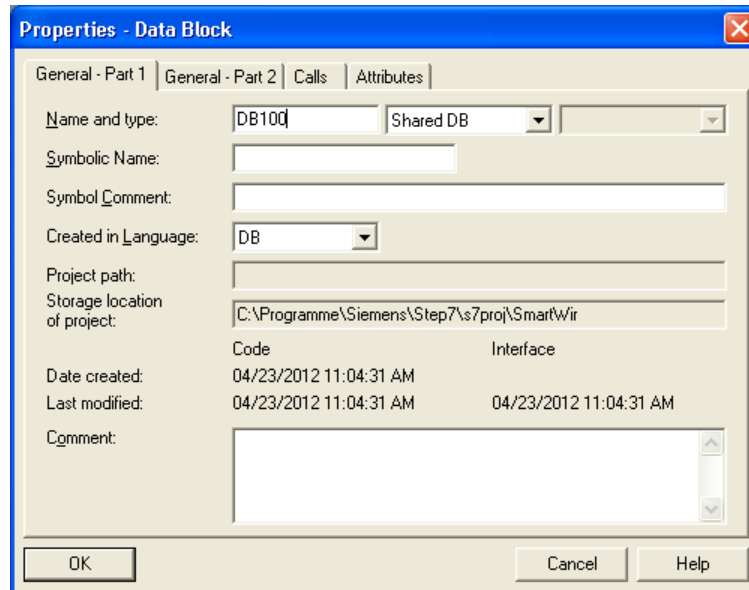 Properties - Data Block
General - Part 1 General - Part 2 Calls Attributes
Name and type: DB100 Shared DB
Symbolic Name:
Symbol Comment:
Created in Language: DB
Project path:
Storage location
of project: C:\Programme\Siemens\Step7\s7proj\SmartWir
Code Interface
Date created: 04/23/2012 11:04:31 AM
Last modified: 04/23/2012 11:04:31 AM 04/23/2012 11:04:31 AM
Comment:
OK Cancel Help